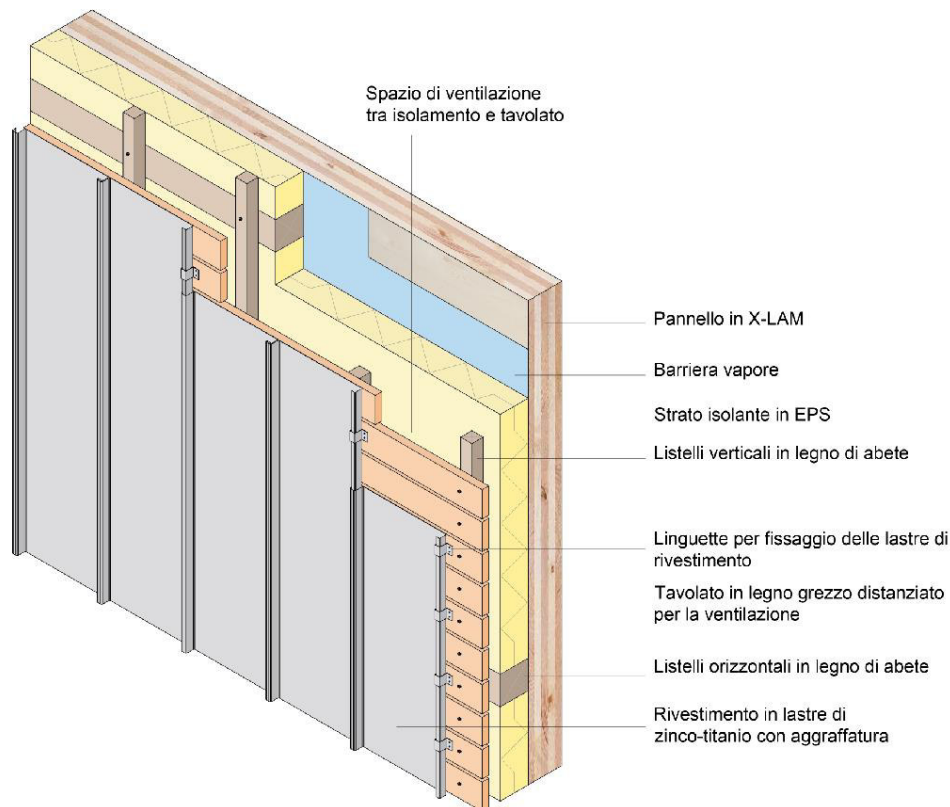 Spazio di ventilazione
tra isolamento e tavolato
Pannello in X-LAM
Barriera vapore
Strato isolante in EPS
Listelli verticali in legno di abete
Linguette per fissaggio delle lastre di
rivestimento
Tavolato in legno grezzo distanziato
per la ventilazione
Listelli orizzontali in legno di abete
Rivestimento in lastre di
zinco-titanio con aggraffatura